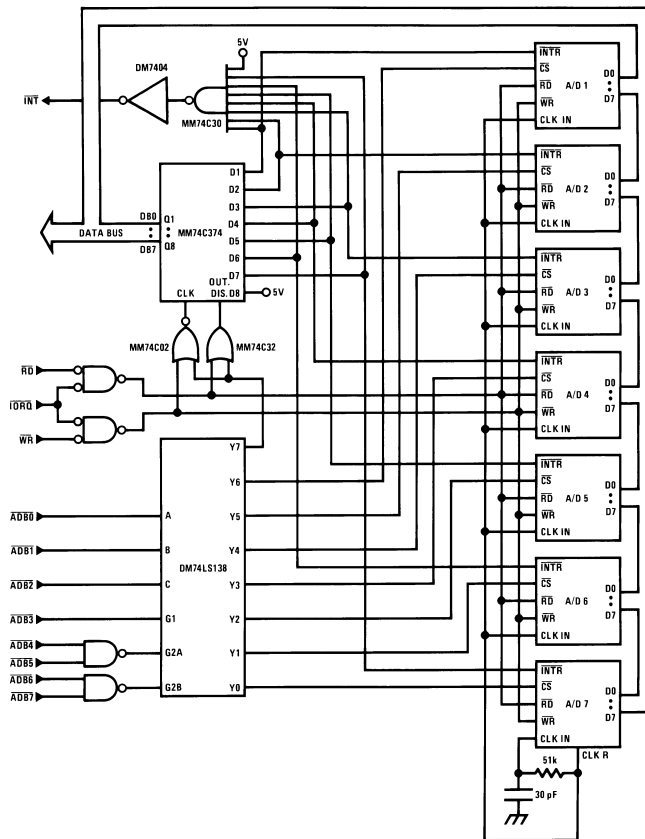 5V
DM7404
INT
MM74C30
D1
D2
D3
D4
D5
D6
D7
DB0 Q1
MM74C374
DATA BUS
DB7 Q8
OUT.
CLK DIS. D8 5V
MM74C02
MM74C32
RD
IORQ
WR
Y7
Y6
ADB0 A Y5
ADB1 B Y4
DM74LS138
ADB2 C Y3
ADB3 G1 Y2
ADB4
ADB5 G2A Y1
ADB6
ADB7 G2B Y0
INTR
CS D0
RD A/D 1
WR D7
CLK IN
INTR
CS D0
RD A/D 2
WR D7
CLK IN
INTR
CS D0
RD A/D 3
WR D7
CLK IN
INTR
CS D0
RD A/D 4
WR D7
CLK IN
INTR
CS D0
RD A/D 5
WR D7
CLK IN
INTR
CS D0
RD A/D 6
WR D7
CLK IN
INTR
CS D0
RD A/D 7
WR D7
CLK IN
CLK R
51k
30 pF